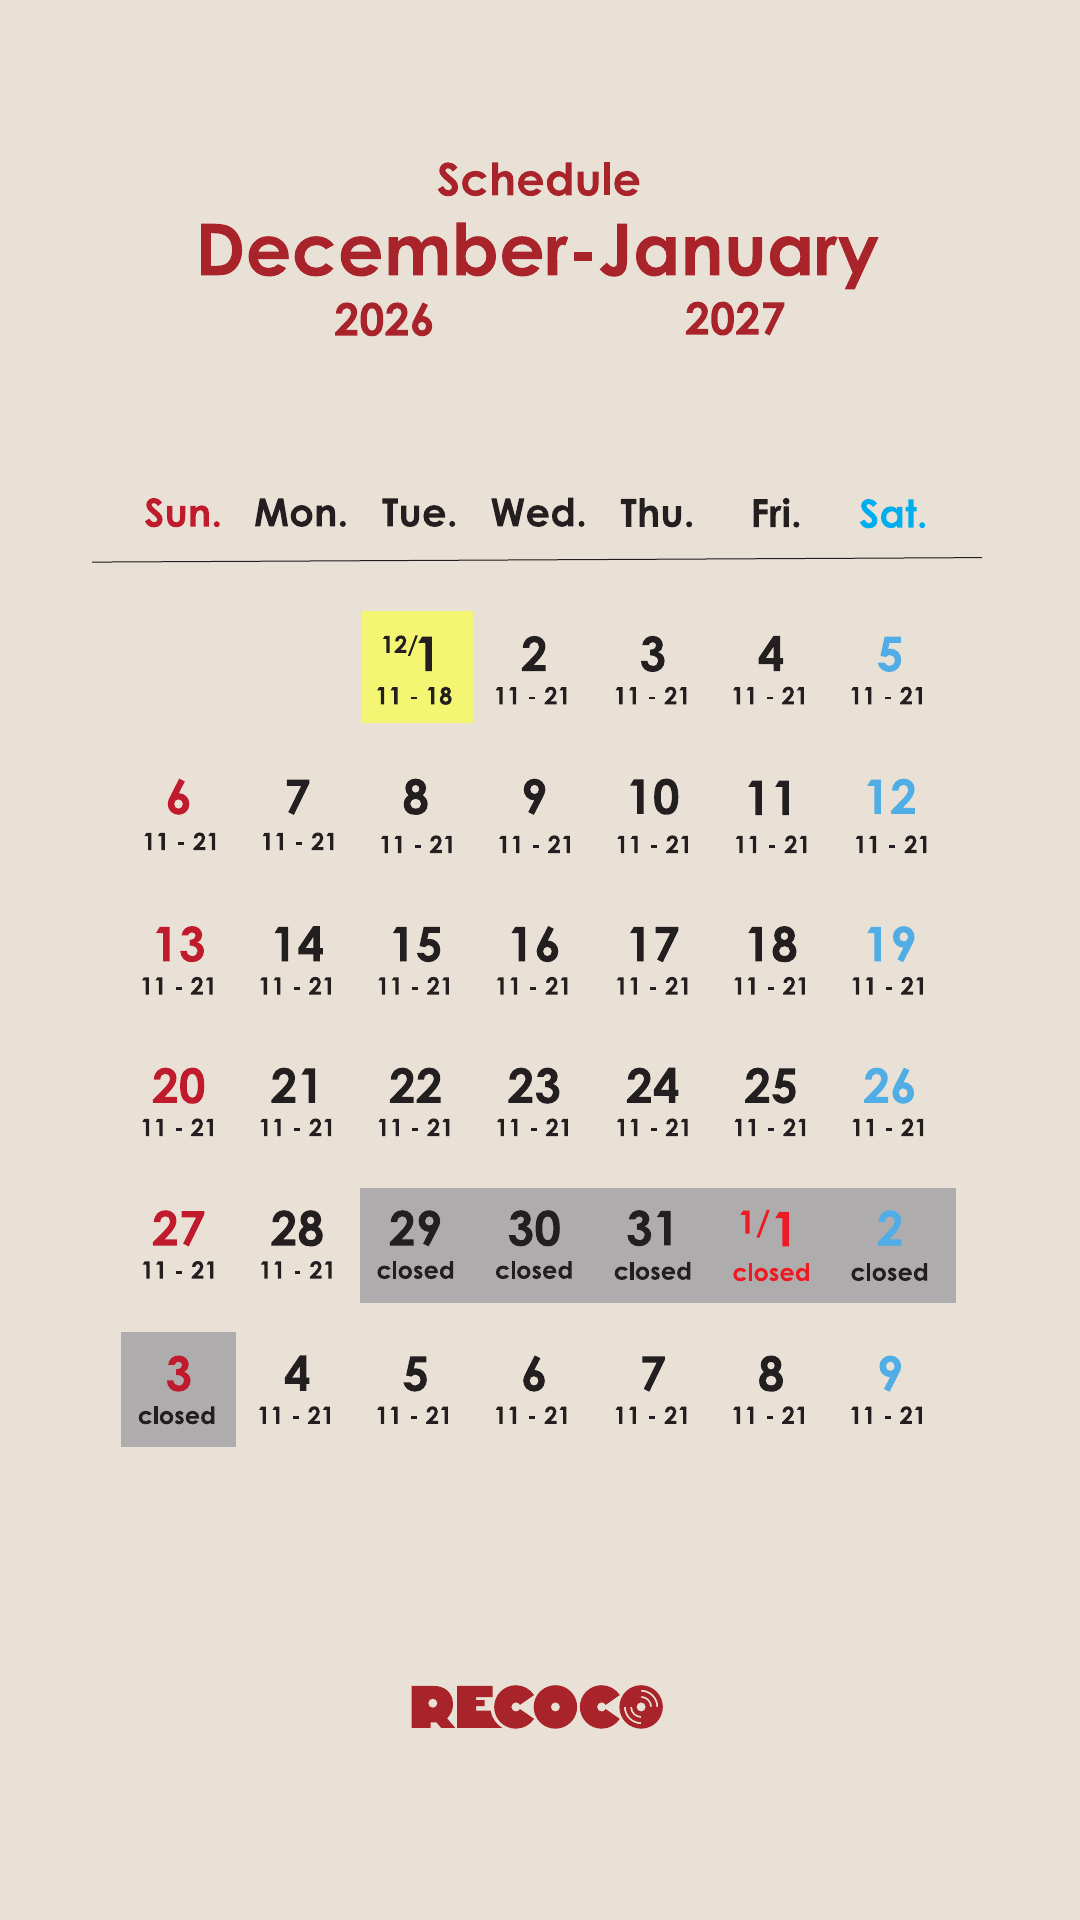 Schedule
December-January
2026 2027
Sun. Mon. Tue. Wed. Thu. Fri. Sat.
12/1 2 3 4 5
11 - 18 11 - 21 11 - 21 11 - 21 11 - 21
6 7 8 9 10 11 12
11 - 21 11 - 21 11 - 21 11 - 21 11 - 21 11 - 21 11 - 21
13 14 15 16 17 18 19
11 - 21 11 - 21 11 - 21 11 - 21 11 - 21 11 - 21 11 - 21
20 21 22 23 24 25 26
11 - 21 11 - 21 11 - 21 11 - 21 11 - 21 11 - 21 11 - 21
27 28 29 30 31 1/1 2
11 - 21 11 - 21 closed closed closed closed closed
3 4 5 6 7 8 9
closed 11 - 21 11 - 21 11 - 21 11 - 21 11 - 21 11 - 21
RECOCO